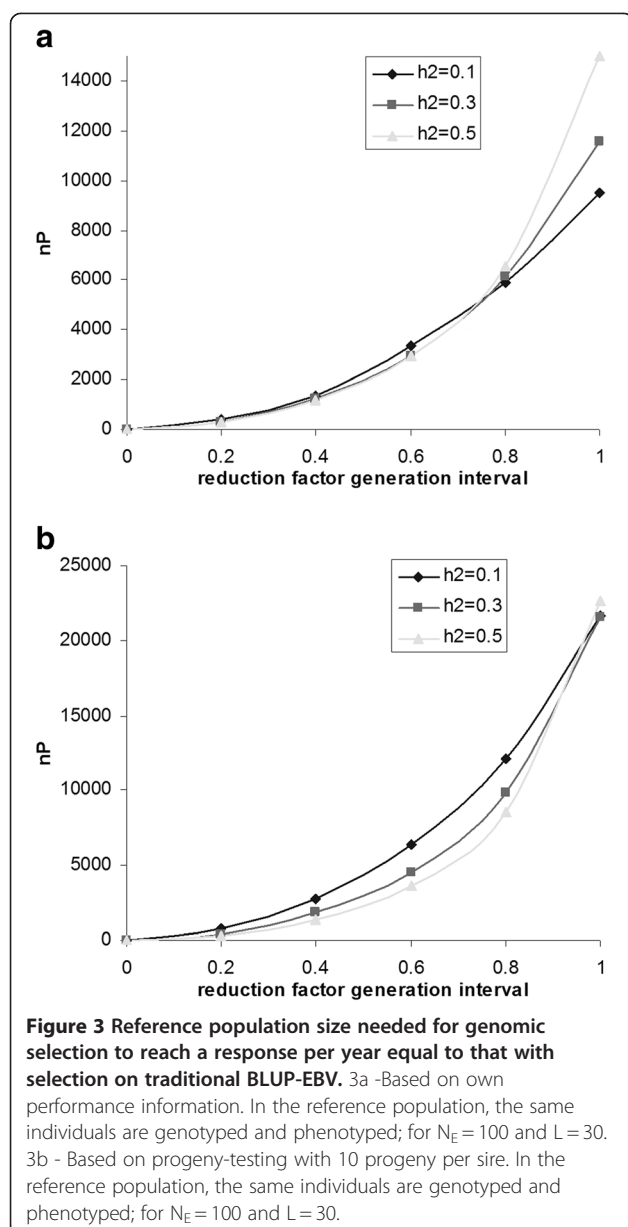 a
14000
12000
10000
8000
6000
4000
2000
0
nP
h2=0.1
h2=0.3
h2=0.5
0 0.2 0.4 0.6 0.8 1
reduction factor generation interval
b
25000
20000
15000
10000
5000
0
nP
h2=0.1
h2=0.3
h2=0.5
0 0.2 0.4 0.6 0.8 1
reduction factor generation interval
Figure 3 Reference population size needed for genomic
selection to reach a response per year equal to that with
selection on traditional BLUP-EBV. 3a -Based on own
performance information. In the reference population, the same
individuals are genotyped and phenotyped; for N_E = 100 and L = 30.
3b - Based on progeny-testing with 10 progeny per sire. In the
reference population, the same individuals are genotyped and
phenotyped; for N_E = 100 and L = 30.